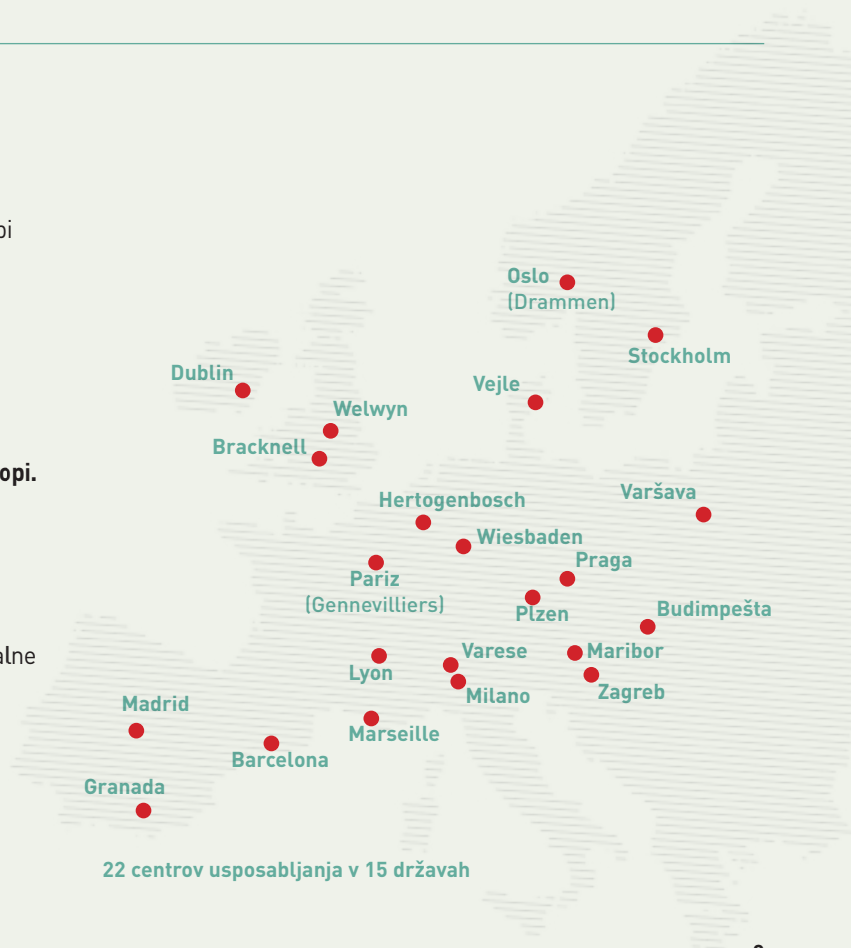 bi
Oslo
(Drammen)
Stockholm
Dublin
Vejle
Welwyn
Bracknell
opi.
Varšava
Hertogenbosch
Wiesbaden
Praga
Pariz
(Gennevilliers)
Plzen
Budimpešta
alne
Varese
Maribor
Lyon
Milano
Zagreb
Madrid
Marseille
Barcelona
Granada
22 centrov usposabljanja v 15 državah